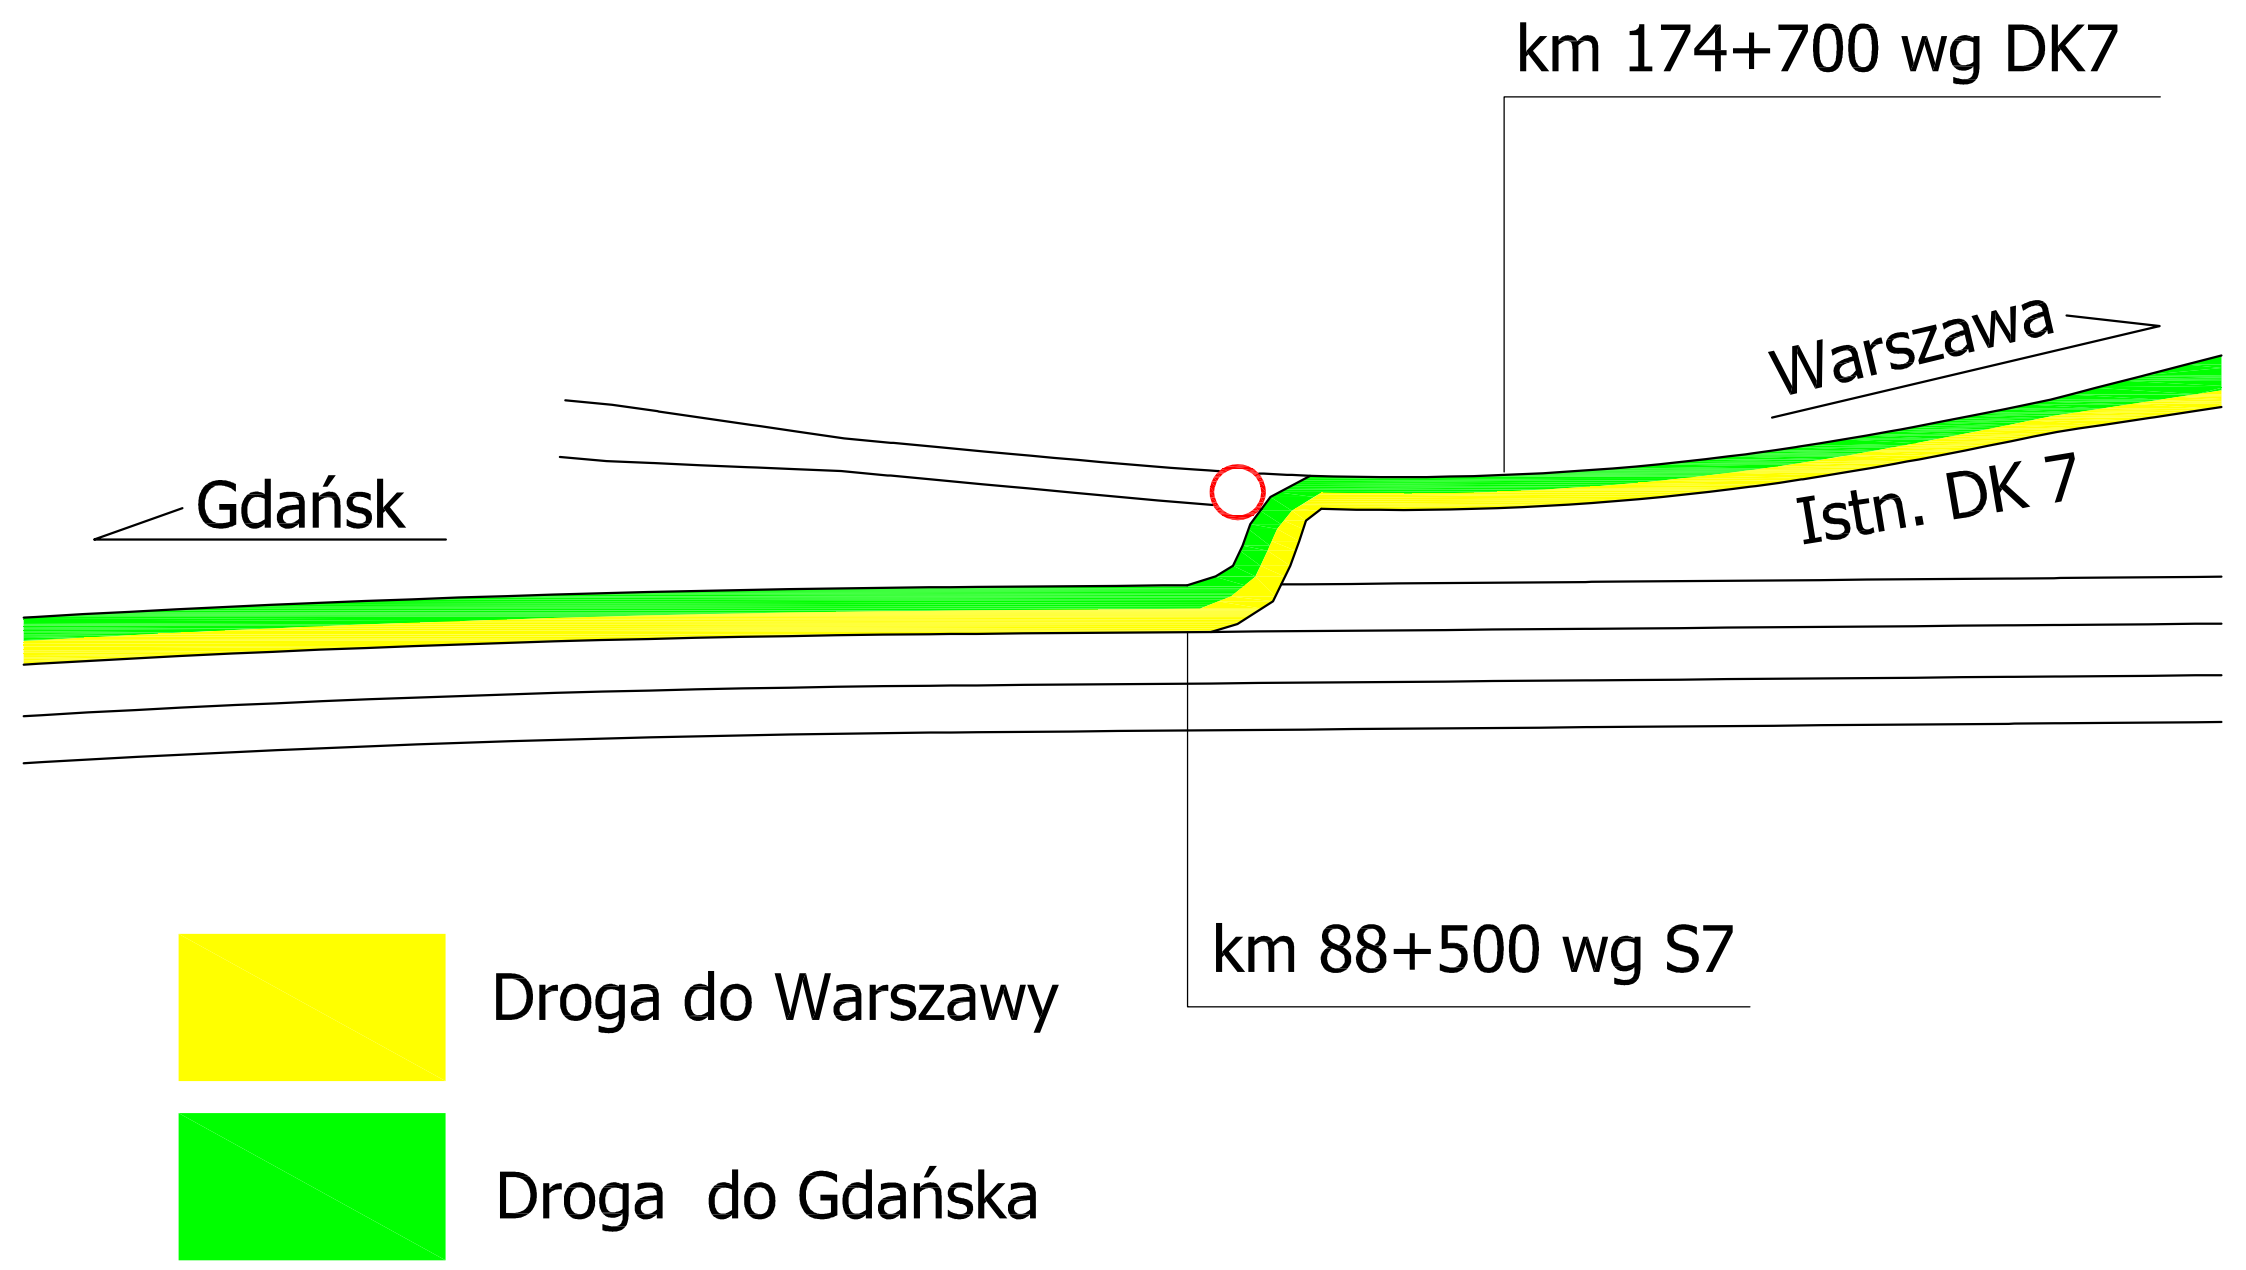 km 174+700 wg DK7
Warszawa
Gdańsk
Istn. DK 7
km 88+500 wg S7
Droga do Warszawy
Droga do Gdańska